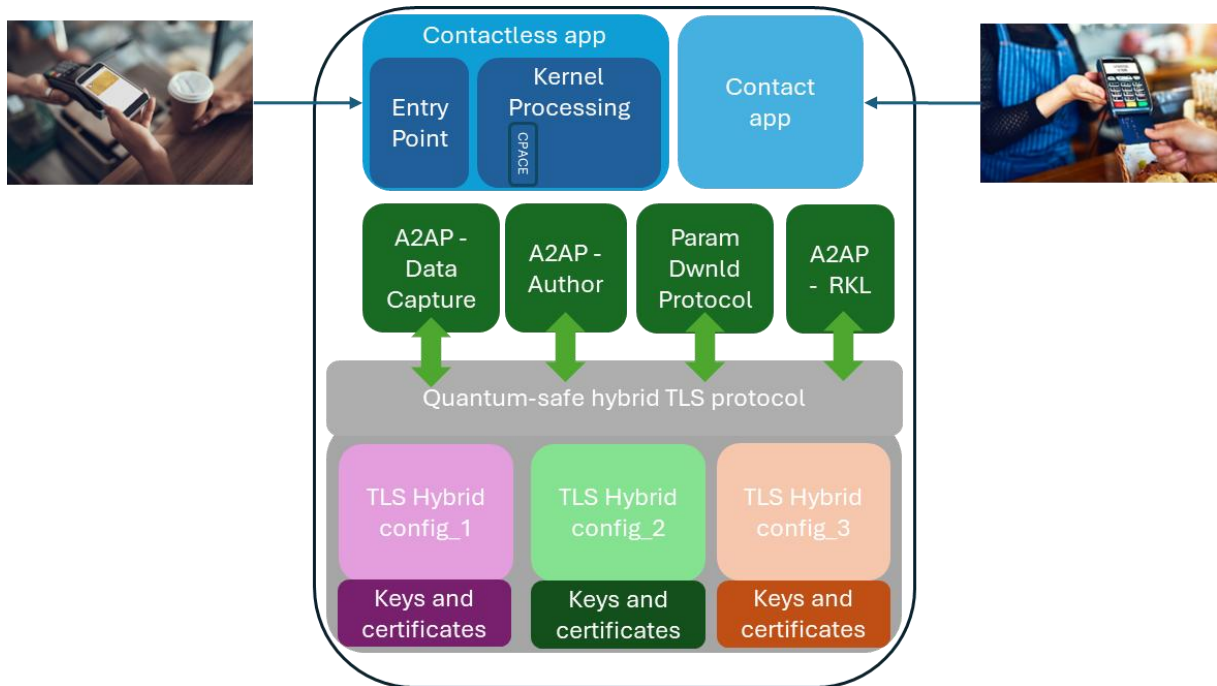 Contactless app
Entry
Point
Kernel
Processing
CPACE
Contact
app
A2AP -
Data
Capture
A2AP -
Author
Param
Dwnld
Protocol
A2AP
- RKL
Quantum-safe hybrid TLS protocol
TLS Hybrid
config_1
TLS Hybrid
config_2
TLS Hybrid
config_3
Keys and
certificates
Keys and
certificates
Keys and
certificates